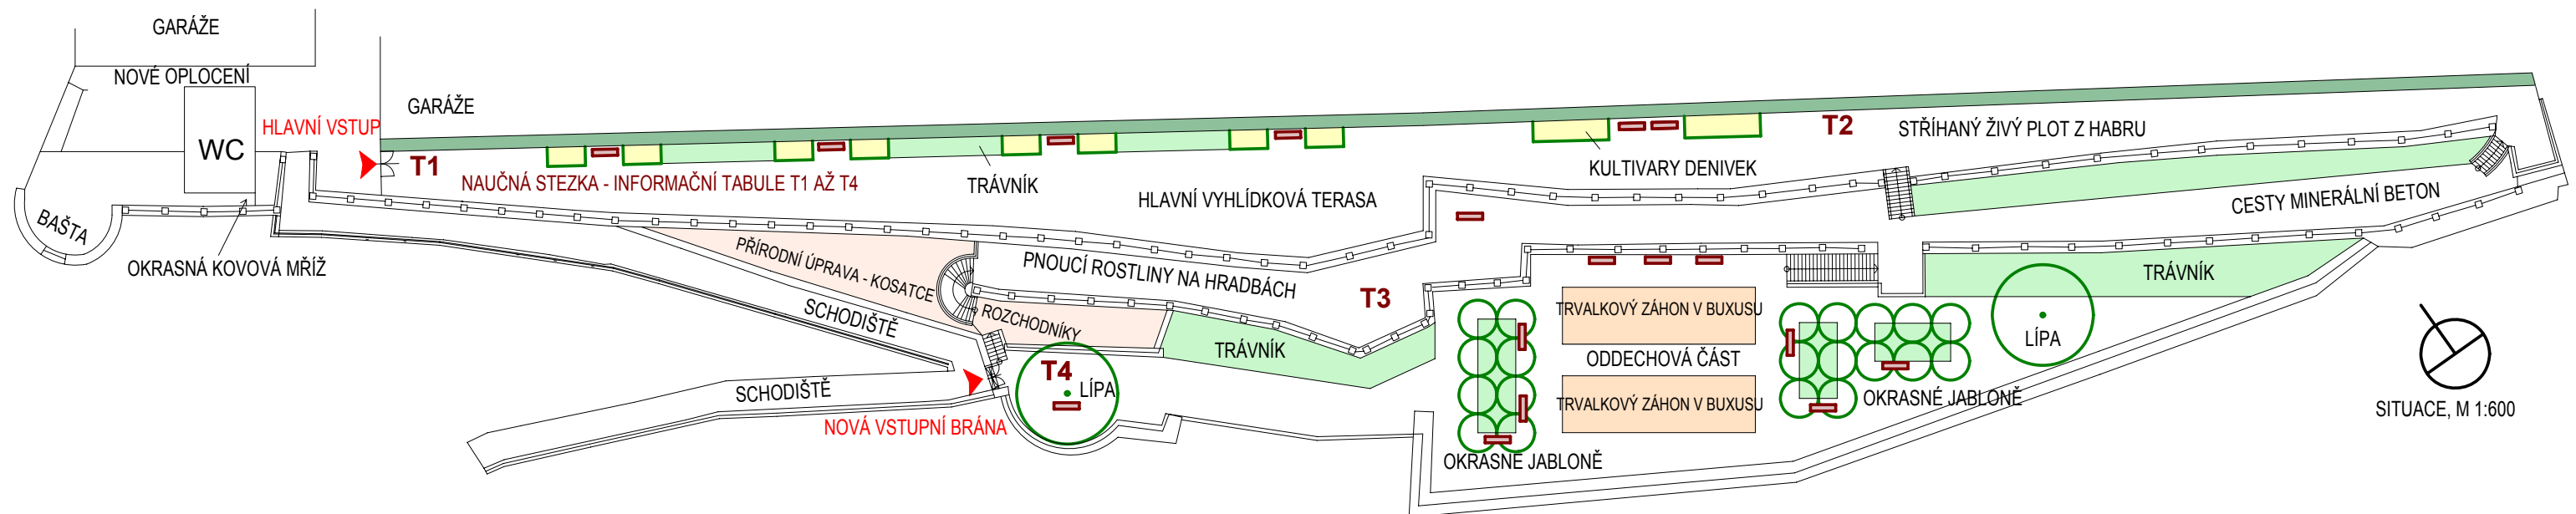 GARÁŽE
NOVÉ OPLOCENÍ
GARÁŽE
HLAVNÍ VSTUP
WC
T1
T2
STŘÍHANÝ ŽIVÝ PLOT Z HABRU
NAUČNÁ STEZKA - INFORMAČNÍ TABULE T1 AŽ T4
TRÁVNÍK
KULTIVARY DENIVEK
HLAVNÍ VYHLÍDKOVÁ TERASA
CESTY MINERÁLNÍ BETON
BAŠTA
OKRASNÁ KOVOVÁ MŘÍŽ
PŘÍRODNÍ ÚPRAVA - KOSATCE
PNOUCÍ ROSTLINY NA HRADBÁCH
TRÁVNÍK
T3
SCHODIŠTĚ
ROZCHODNÍKY
TRVALKOVÝ ZÁHON V BUXUSU
TRÁVNÍK
ODDECHOVÁ ČÁST
LÍPA
T4
LÍPA
SCHODIŠTĚ
TRVALKOVÝ ZÁHON V BUXUSU
OKRASNÉ JABLONĚ
SITUACE, M 1:600
NOVÁ VSTUPNÍ BRÁNA
OKRASNÉ JABLONĚ